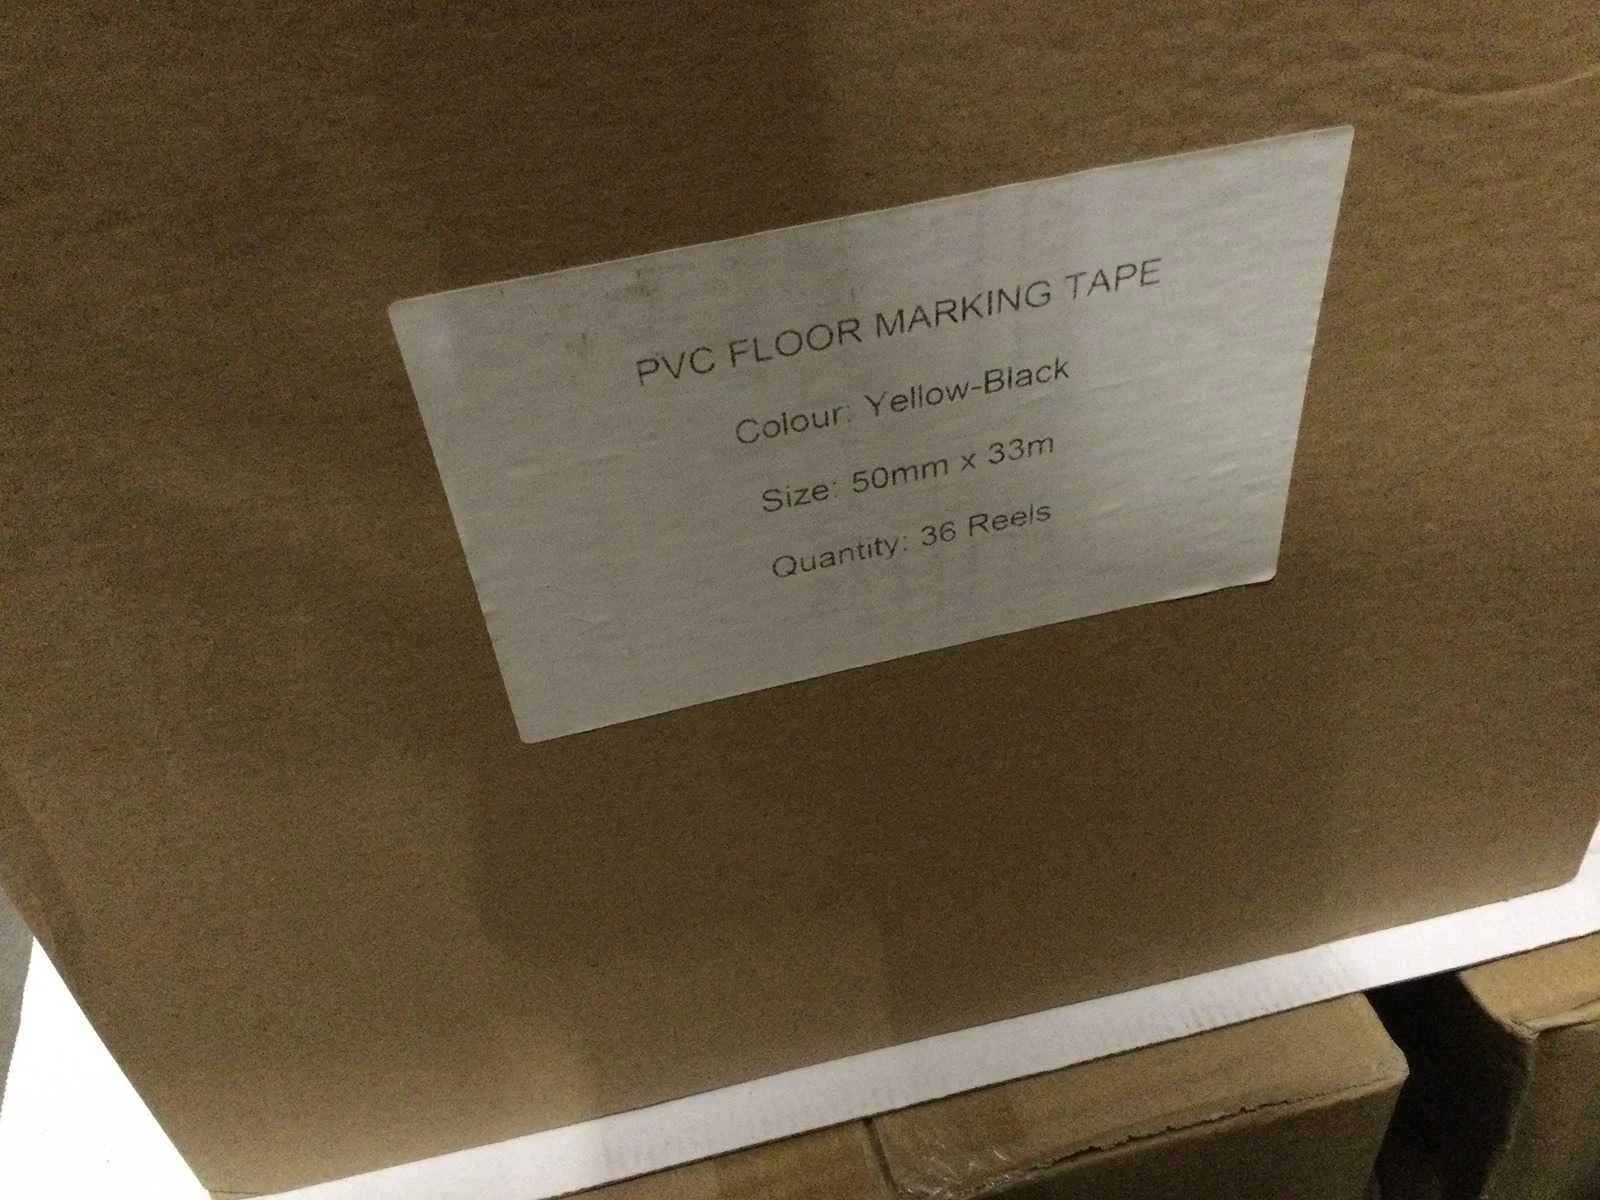 PVC FLOOR MARKING TAPE
Colour: Yellow-Black
Size: 50mm x 33m
Quantity: 36 Reels